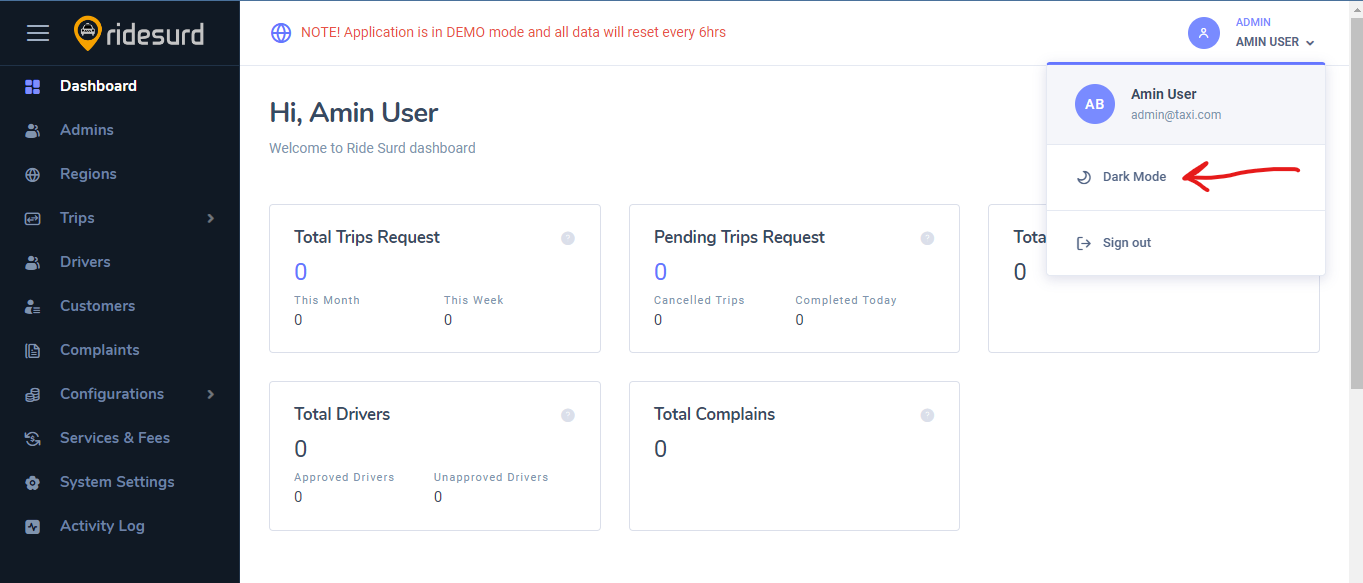 ridesurd
NOTE! Application is in DEMO mode and all data will reset every 6hrs
ADMIN
AMIN USER
Dashboard
Admins
Regions
Trips
Drivers
Customers
Complaints
Configurations
Services & Fees
System Settings
Activity Log
Hi, Amin User
Welcome to Ride Surd dashboard
AB
Amin User
admin@taxi.com
Dark Mode
Sign out
Total Trips Request
0
This Month This Week
0 0
Pending Trips Request
0
Cancelled Trips Completed Today
0 0
Tota
0
Total Drivers
0
Approved Drivers Unapproved Drivers
0 0
Total Complains
0